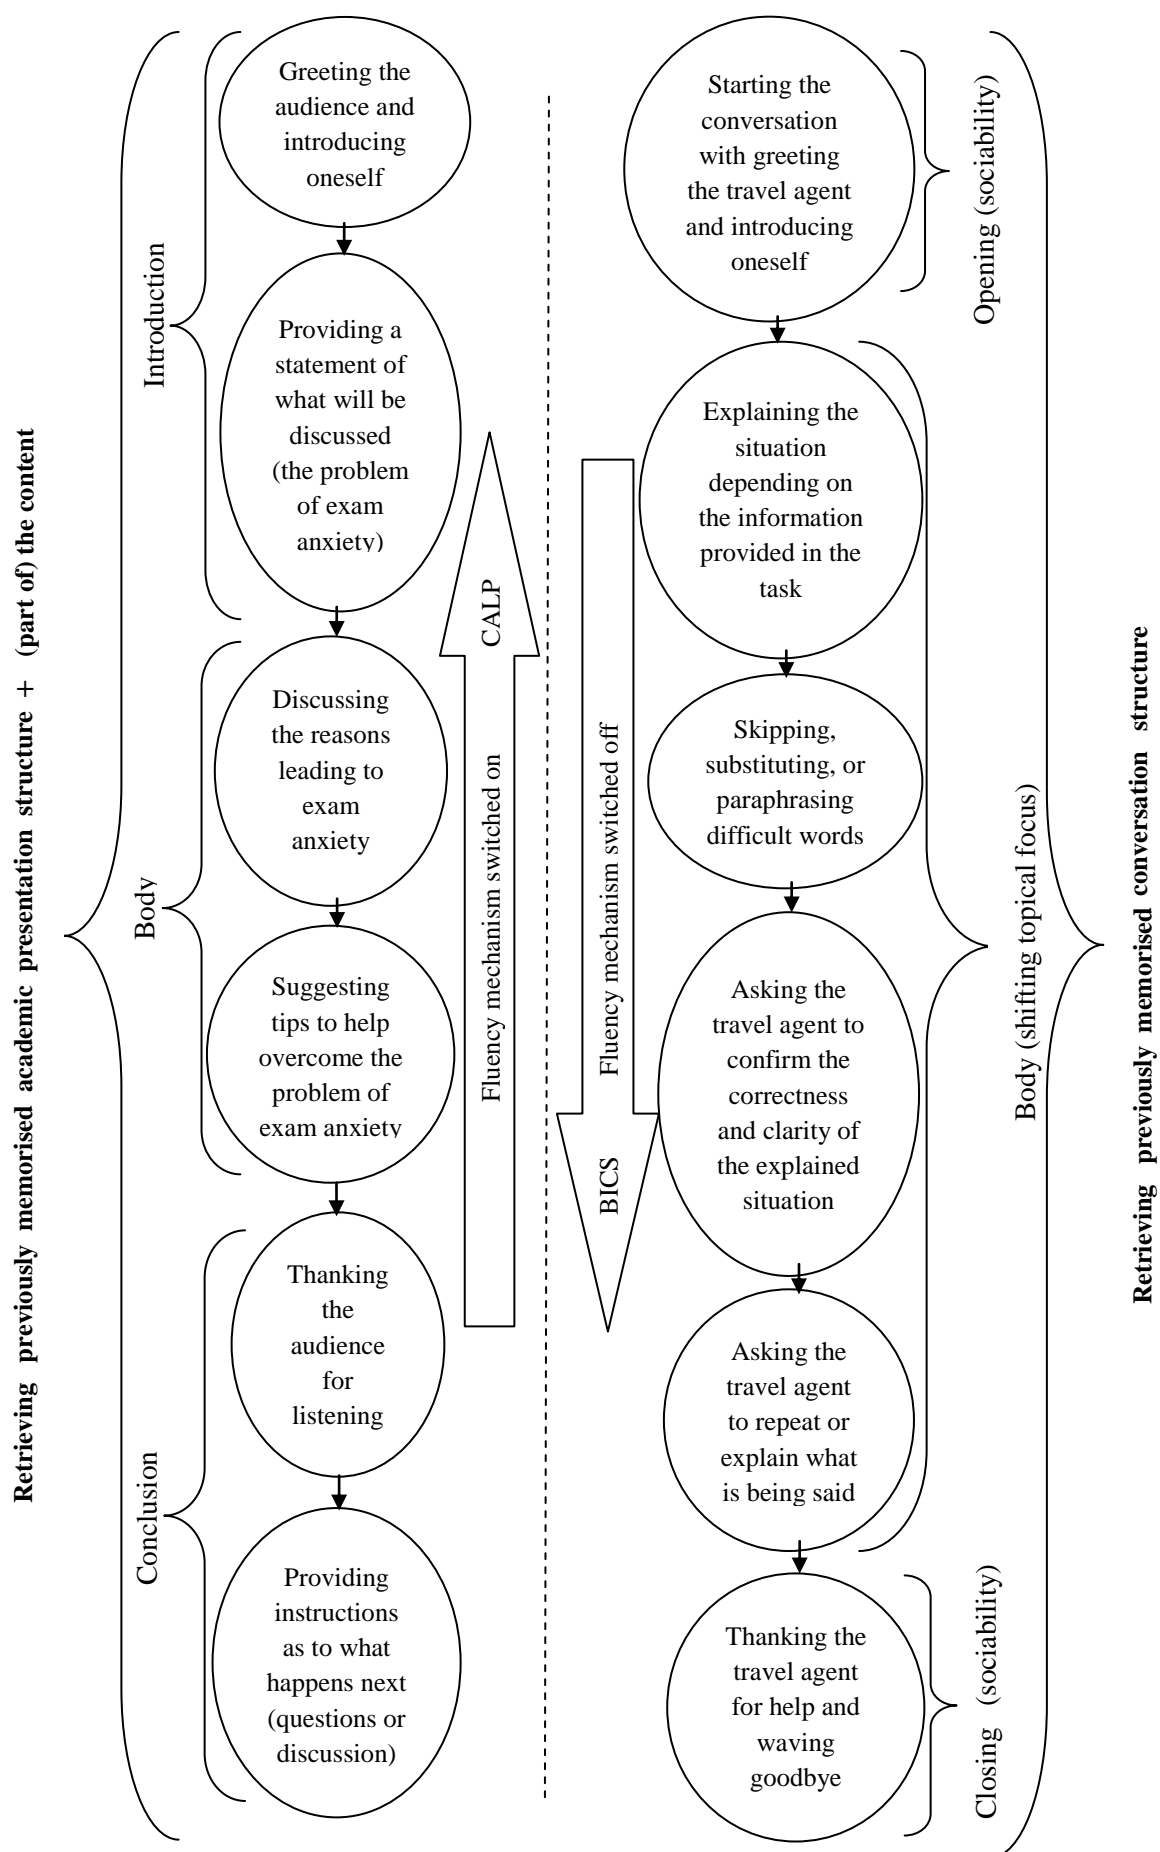 Retrieving previously memorised academic presentation structure + (part of) the content
Introduction
Greeting the
audience and
introducing
oneself
Providing a
statement of
what will be
discussed
(the problem
of exam
anxiety)
Body
Discussing
the reasons
leading to
exam
anxiety
Suggesting
tips to help
overcome the
problem of
exam anxiety
Conclusion
Thanking
the
audience
for
listening
Providing
instructions
as to what
happens next
(questions or
discussion)
CALP
Fluency mechanism switched on
Fluency mechanism switched off
BICS
Starting the
conversation
with greeting
the travel agent
and introducing
oneself
Opening (sociability)
Explaining the
situation
depending on
the information
provided in the
task
Skipping,
substituting, or
paraphrasing
difficult words
Asking the
travel agent to
confirm the
correctness
and clarity of
the explained
situation
Asking the
travel agent
to repeat or
explain what
is being said
Body (shifting topical focus)
Thanking the
travel agent
for help and
waving
goodbye
Closing (sociability)
Retrieving previously memorised conversation structure